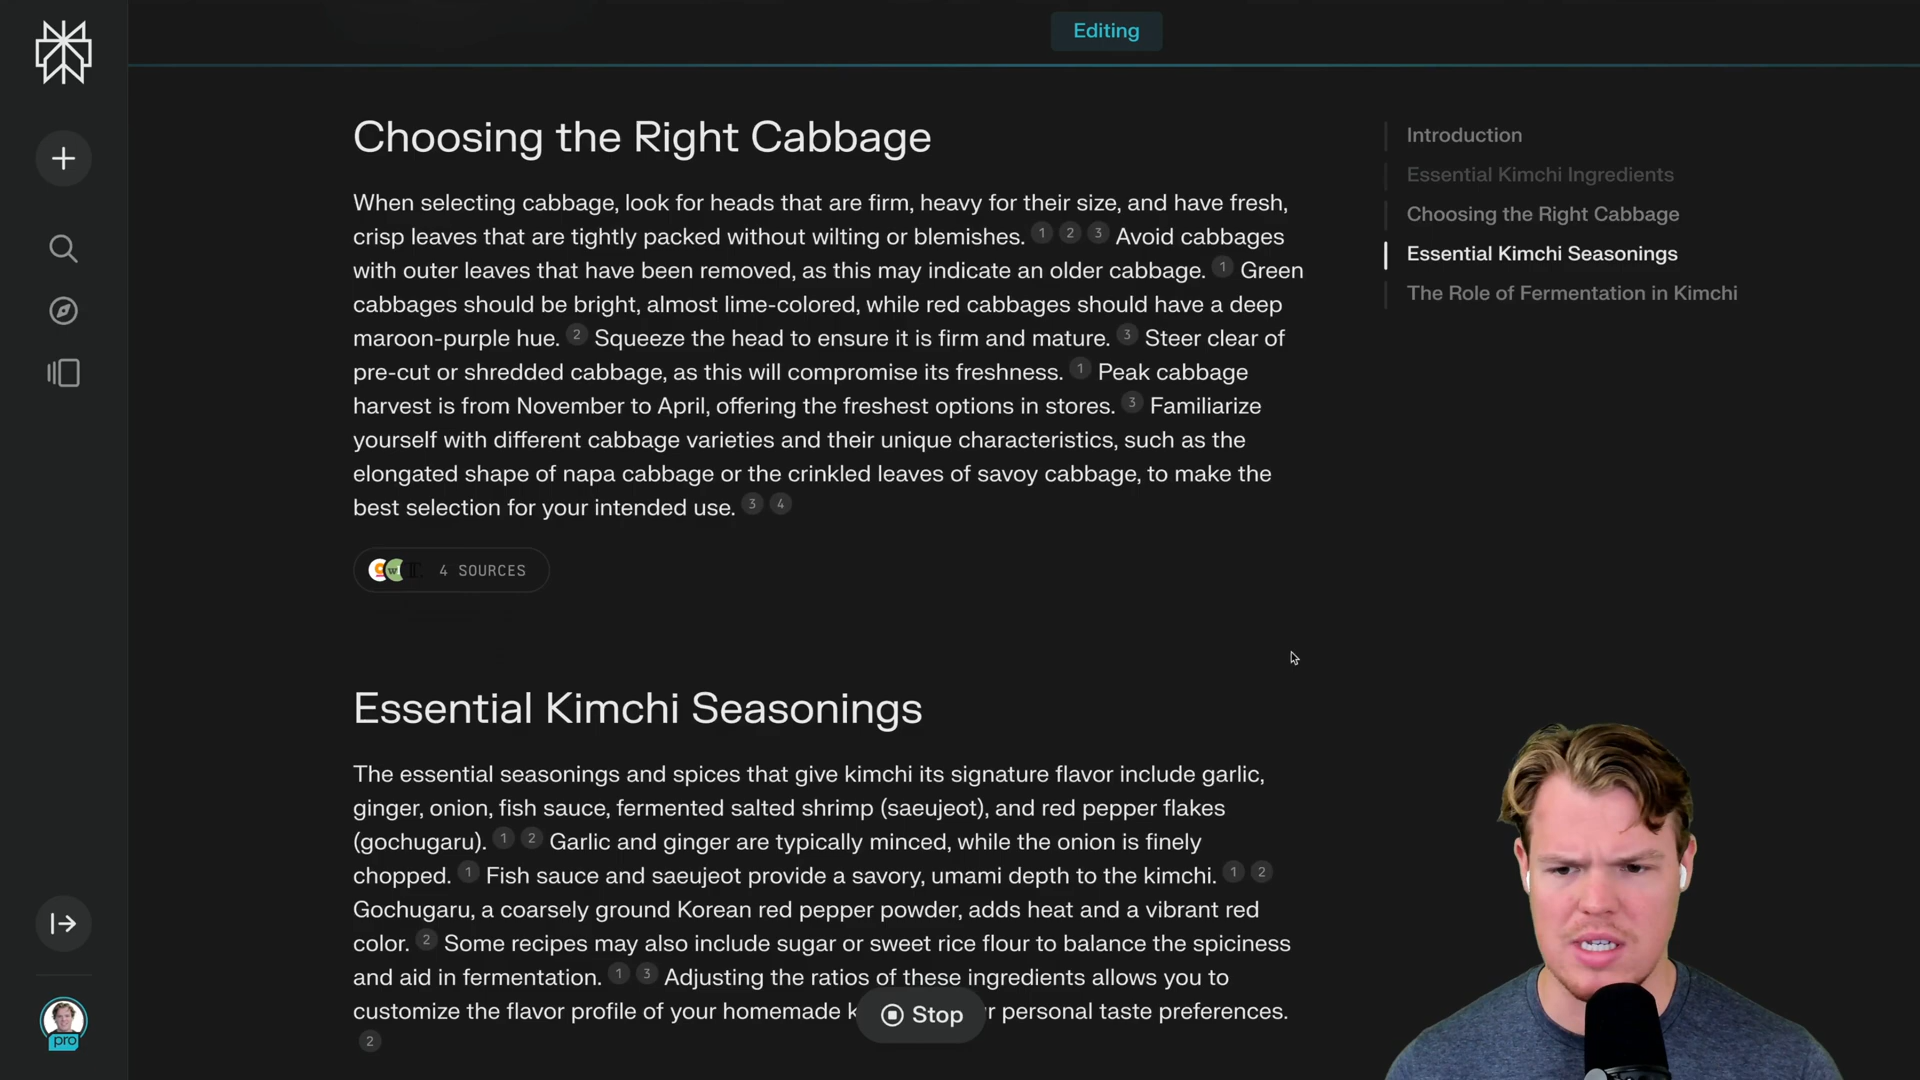 Editing
Choosing the Right Cabbage
When selecting cabbage, look for heads that are firm, heavy for their size, and have fresh,
crisp leaves that are tightly packed without wilting or blemishes. 1 2 3 Avoid cabbages
with outer leaves that have been removed, as this may indicate an older cabbage. 1 Green
cabbages should be bright, almost lime-colored, while red cabbages should have a deep
maroon-purple hue. 2 Squeeze the head to ensure it is firm and mature. 3 Steer clear of
pre-cut or shredded cabbage, as this will compromise its freshness. 1 Peak cabbage
harvest is from November to April, offering the freshest options in stores. 3 Familiarize
yourself with different cabbage varieties and their unique characteristics, such as the
elongated shape of napa cabbage or the crinkled leaves of savoy cabbage, to make the
best selection for your intended use. 3 4
4 SOURCES
Essential Kimchi Seasonings
The essential seasonings and spices that give kimchi its signature flavor include garlic,
ginger, onion, fish sauce, fermented salted shrimp (saeujeot), and red pepper flakes
(gochugaru). 1 2 Garlic and ginger are typically minced, while the onion is finely
chopped. 1 Fish sauce and saeujeot provide a savory, umami depth to the kimchi. 1 2
Gochugaru, a coarsely ground Korean red pepper powder, adds heat and a vibrant red
color. 2 Some recipes may also include sugar or sweet rice flour to balance the spiciness
and aid in fermentation. 1 3 Adjusting the ratios of these ingredients allows you to
customize the flavor profile of your homemade personal taste preferences.
2
Stop
Introduction
Essential Kimchi Ingredients
Choosing the Right Cabbage
Essential Kimchi Seasonings
The Role of Fermentation in Kimchi
pro